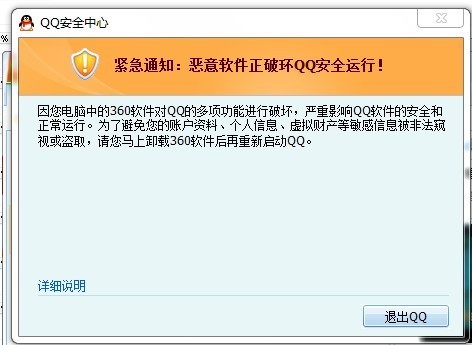 QQ安全中心
%
紧急通知：恶意软件正破环QQ安全运行！
因您电脑中的360软件对QQ的多项功能进行破坏，严重影响QQ软件的安全和
正常运行。为了避免您的账户资料、个人信息、虚拟财产等敏感信息被非法窥
视或盗取，请您马上卸载360软件后再重新启动QQ。
详细说明
退出QQ